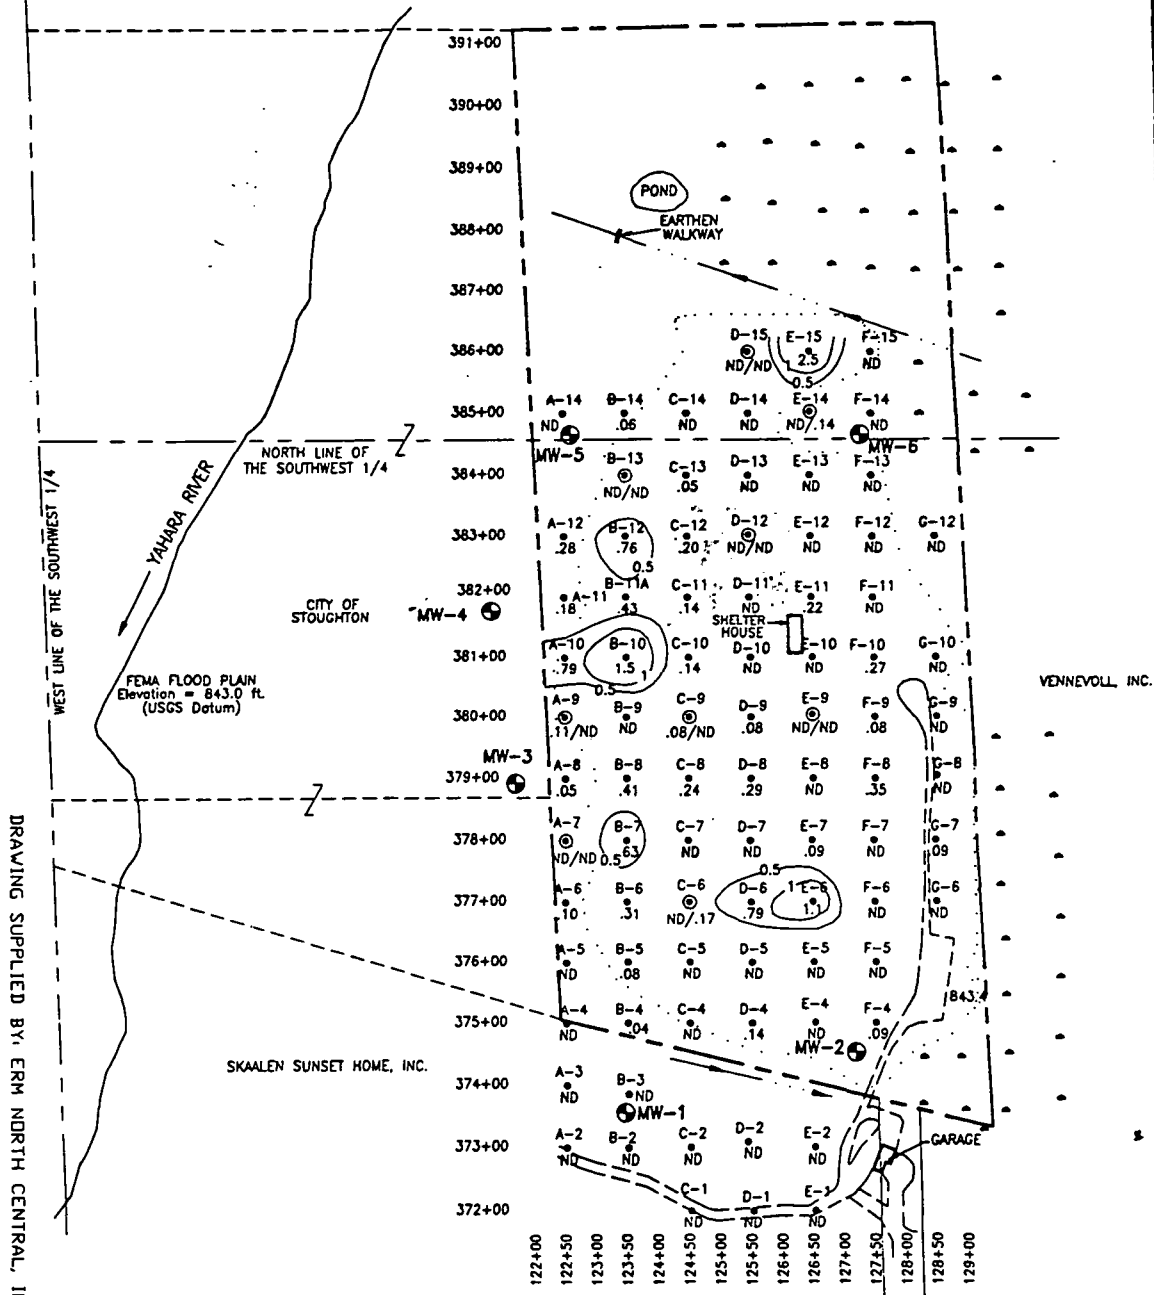 391+00
390+00
389+00
POND
388+00
EARTHEN
WALKWAY
387+00
386+00
D-15 E-15 F-15
ND/ND 1 2.5 ND
0.5
385+00
A-14 B-14 C-14 D-14 E-14 F-14
ND .06 ND ND ND/.14 ND
NORTH LINE OF
THE SOUTHWEST 1/4
MW-5 MW-6
384+00
B-13 C-13 D-13 E-13 F-13
ND/ND .05 ND ND ND
383+00
A-12 B-12 C-12 D-12 E-12 F-12 G-12
.28 .76 .20 ND/ND ND ND ND
0.5
YAHARA RIVER
WEST LINE OF THE SOUTHWEST 1/4
382+00
A-11 B-11A C-11 D-11 E-11 F-11
.18 .43 .14 ND .22 ND
CITY OF
STOUGHTON
MW-4
SHELTER
HOUSE
381+00
A-10 B-10 C-10 D-10 E-10 F-10 G-10
.79 1.5 1 .14 ND ND .27 ND
0.5
FEMA FLOOD PLAIN
Elevation = 843.0 ft.
(USGS Datum)
VENNEVOLL, INC.
380+00
A-9 B-9 C-9 D-9 E-9 F-9 G-9
.11/ND ND .08/ND .08 ND/ND .08 ND
MW-3
379+00
A-8 B-8 C-8 D-8 E-8 F-8 G-8
.05 .41 .24 .29 ND .35 ND
378+00
A-7 B-7 C-7 D-7 E-7 F-7 G-7
ND/ND 0.5 .63 ND ND .09 ND .09
0.5
377+00
A-6 B-6 C-6 D-6 1 E-6 F-6 G-6
.10 .31 ND/.17 .79 1.1 ND ND
376+00
A-5 B-5 C-5 D-5 E-5 F-5
ND .08 ND ND ND ND
843.4
375+00
A-4 B-4 C-4 D-4 E-4 F-4
ND .04 ND .14 ND .09
MW-2
SKAALEN SUNSET HOME, INC.
374+00
A-3 B-3
ND ND
MW-1
373+00
A-2 B-2 C-2 D-2 E-2
ND ND ND ND ND
GARAGE
372+00
C-1 D-1 E-1
ND ND ND
122+00
122+50
123+00
123+50
124+00
124+50
125+00
125+50
126+00
126+50
127+00
127+50
128+00
128+50
129+00
DRAWING SUPPLIED BY: ERM NORTH CENTRAL,